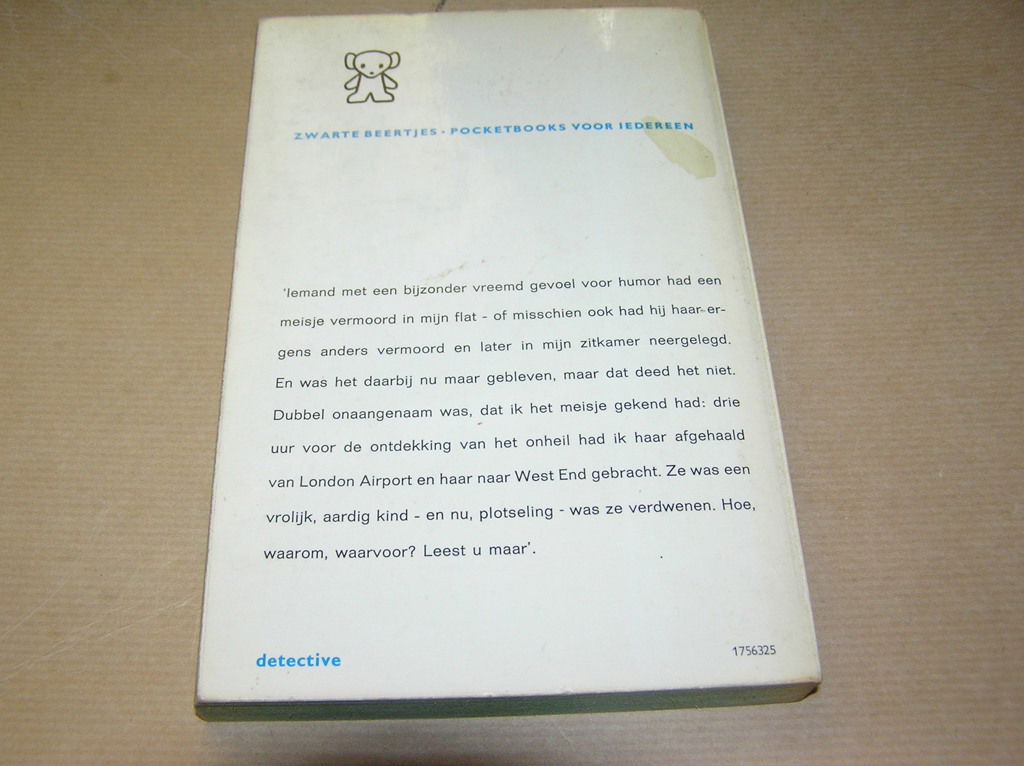 ZWARTE BEERTJES · POCKETBOOKS VOOR IEDEREEN
'Iemand met een bijzonder vreemd gevoel voor humor had een
meisje vermoord in mijn flat - of misschien ook had hij haar er-
gens anders vermoord en later in mijn zitkamer neergelegd.
En was het daarbij nu maar gebleven, maar dat deed het niet.
Dubbel onaangenaam was, dat ik het meisje gekend had: drie
uur voor de ontdekking van het onheil had ik haar afgehaald
van London Airport en haar naar West End gebracht. Ze was een
vrolijk, aardig kind - en nu, plotseling - was ze verdwenen. Hoe,
waarom, waarvoor? Leest u maar'.
detective
1756325